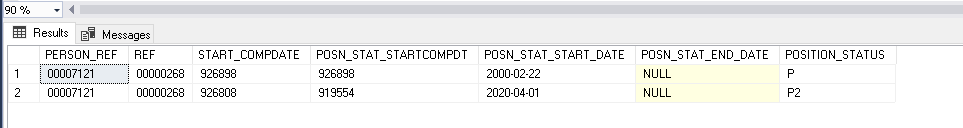 90 %
Results Messages
PERSON_REF REF START_COMPDATE POSN_STAT_STARTCOMPDT POSN_STAT_START_DATE POSN_STAT_END_DATE POSITION_STATUS
1 00007121 00000268 926898 926898 2000-02-22 NULL P
2 00007121 00000268 926808 919554 2020-04-01 NULL P2